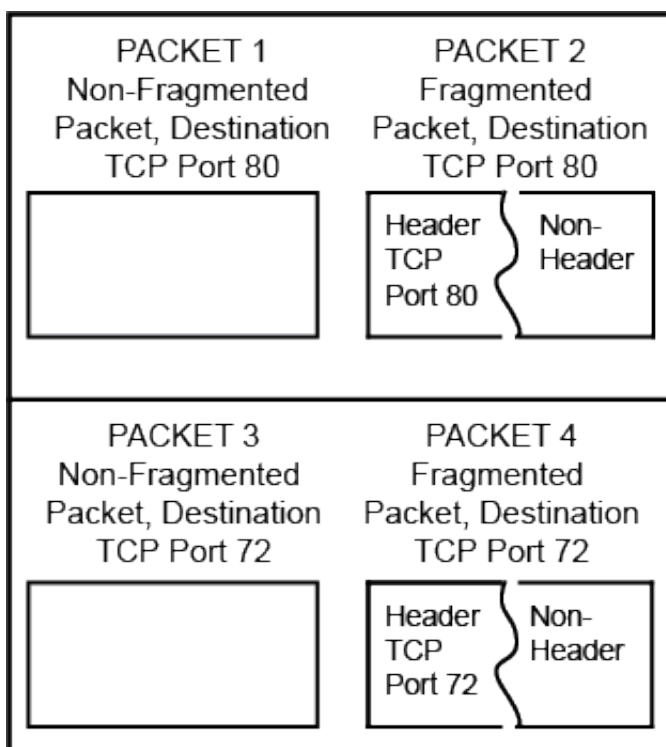 PACKET 1
Non-Fragmented
Packet, Destination
TCP Port 80
PACKET 2
Fragmented
Packet, Destination
TCP Port 80
Header
TCP
Port 80
Non-
Header
PACKET 3
Non-Fragmented
Packet, Destination
TCP Port 72
PACKET 4
Fragmented
Packet, Destination
TCP Port 72
Header
TCP
Port 72
Non-
Header